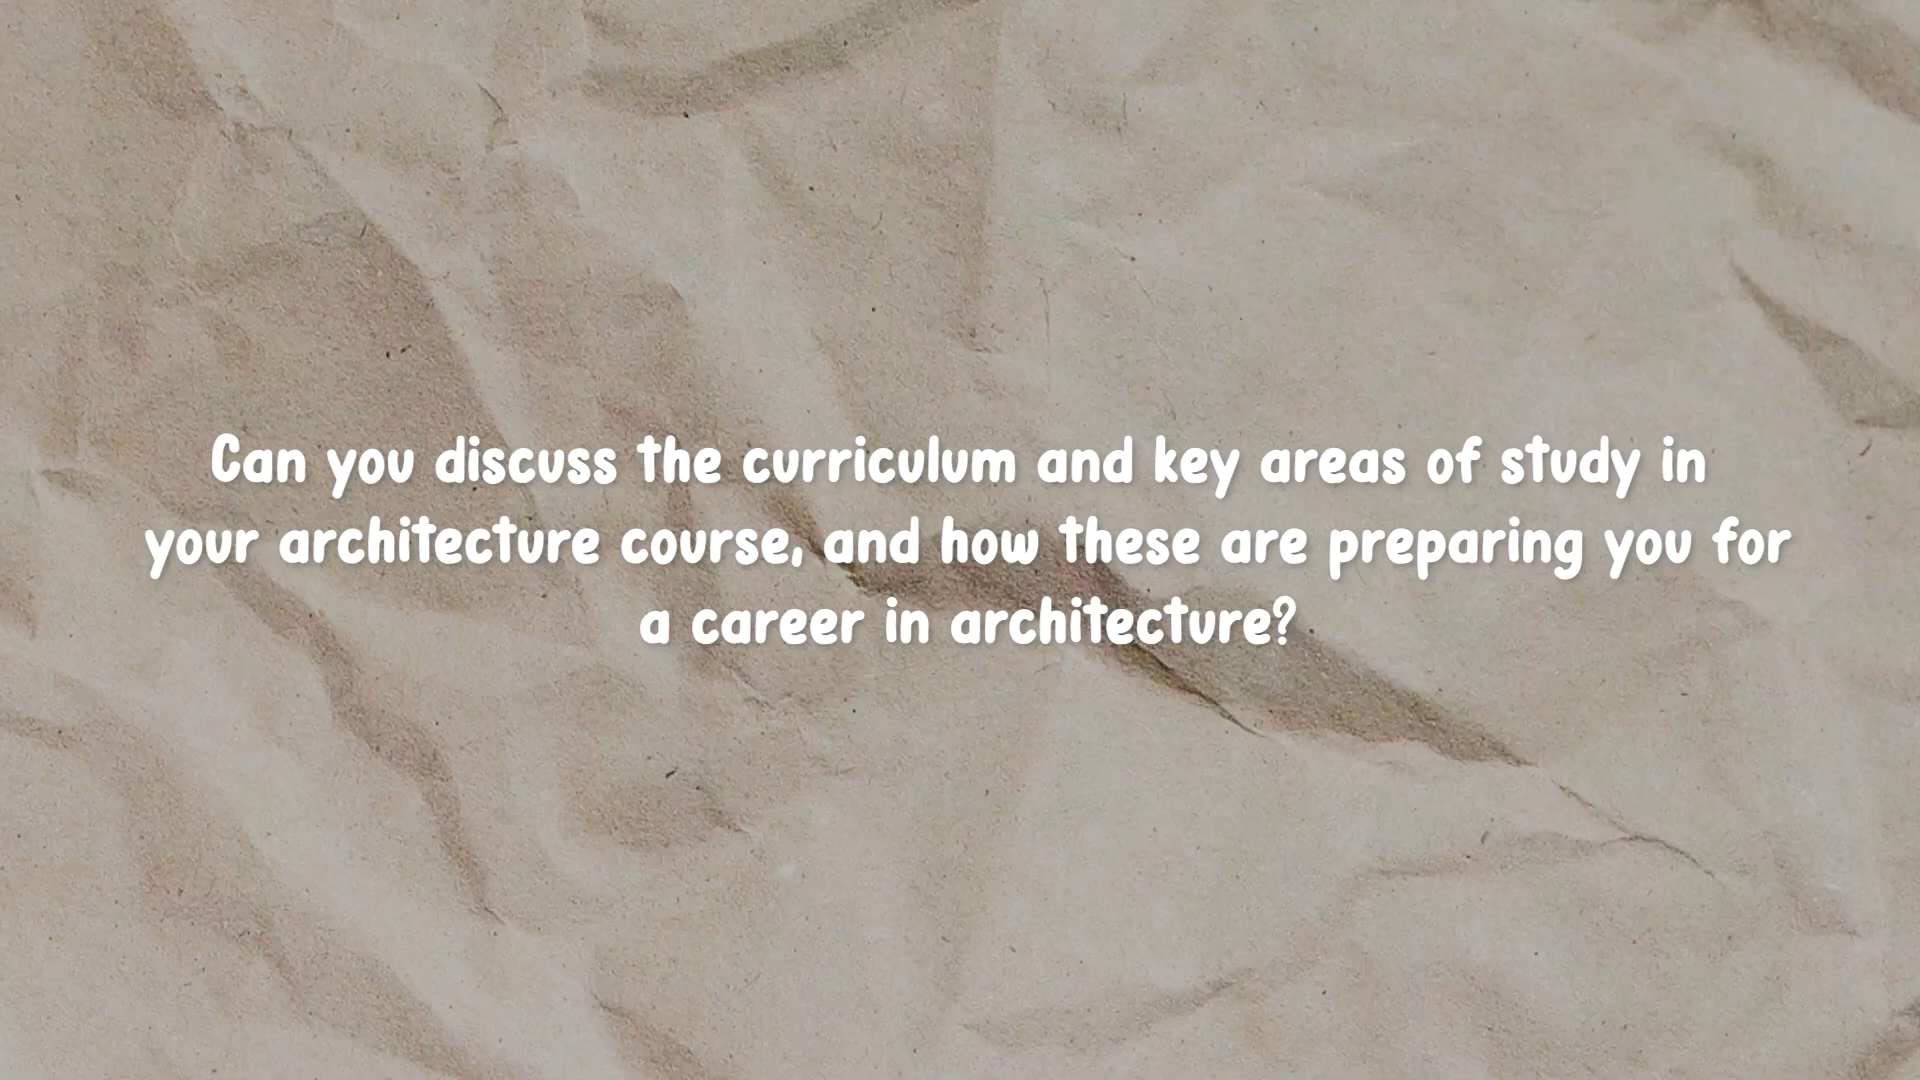 Can you discuss the curriculum and key areas of study in
your architecture course, and how these are preparing you for
a career in architecture?